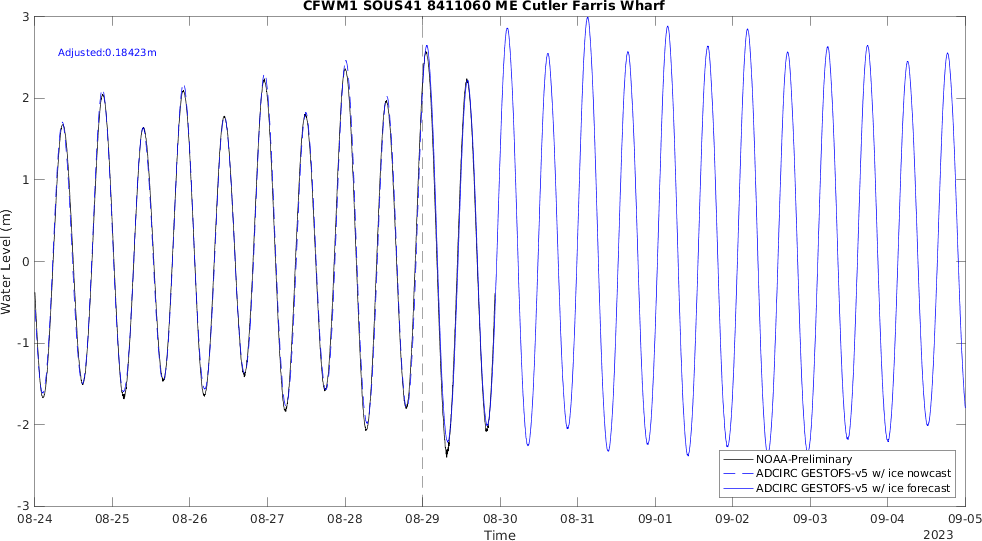 CFWM1 SOUS41 8411060 ME Cutler Farris Wharf
Adjusted:0.18423m
3
2
1
0
-1
-2
-3
Water Level (m)
08-24 08-25 08-26 08-27 08-28 08-29 08-30 08-31 09-01 09-02 09-03 09-04 09-05
Time
2023
NOAA-Preliminary
ADCIRC GESTOFS-v5 w/ ice nowcast
ADCIRC GESTOFS-v5 w/ ice forecast